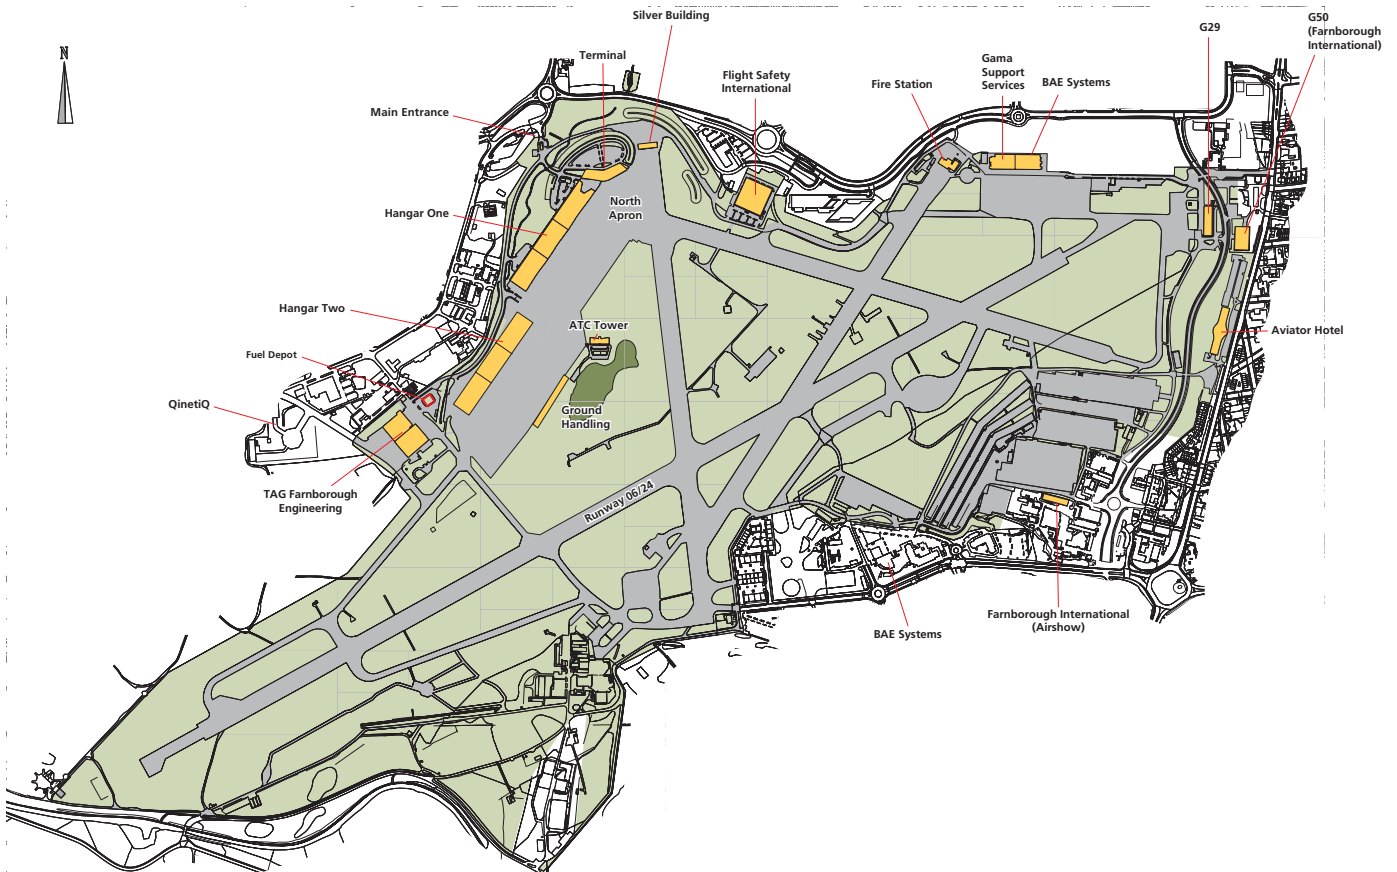 Silver Building
G50
(Farnborough
International)
G29
N
Terminal
Gama
Support
Services
Flight Safety
International
Fire Station
BAE Systems
Main Entrance
North
Apron
Hangar One
Hangar Two
ATC Tower
Aviator Hotel
Fuel Depot
QinetiQ
Ground
Handling
TAG Farnborough
Engineering
Runway 06/24
Farnborough International
(Airshow)
BAE Systems